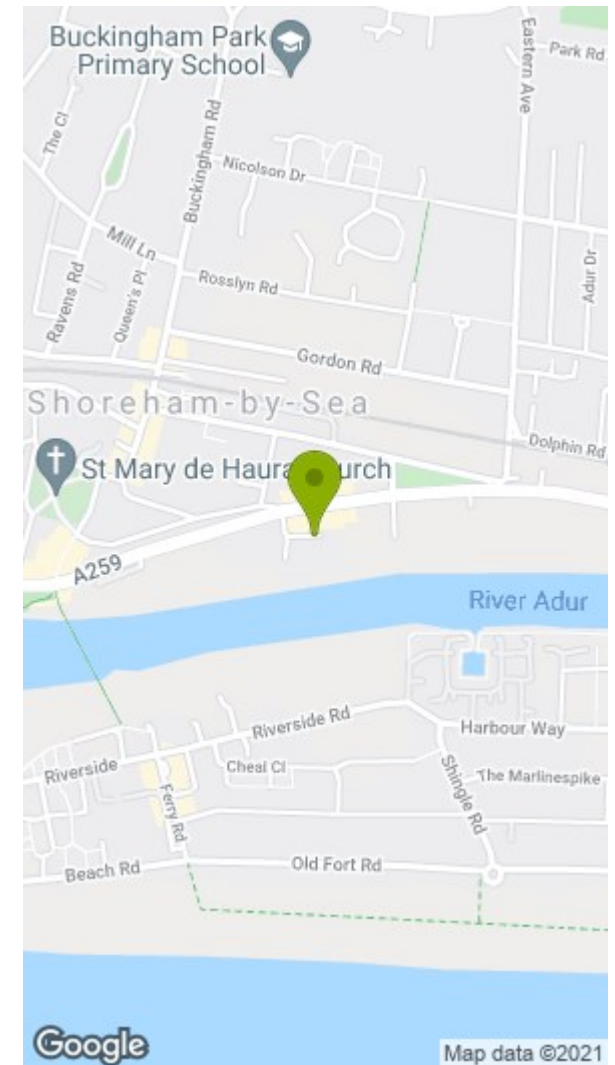 Buckingham Park
Primary School
Park Rd
Eastern Ave
The Cl
Buckingham Rd
Nicolson Dr
Mill Ln
Ravens Rd
Queen's Pl
Rosslyn Rd
Adur Dr
Gordon Rd
Shoreham-by-Sea
Dolphin Rd
St Mary de Haura
urch
A259
River Adur
Riverside Rd
Harbour Way
Riverside
Cheal Cl
Shingle Rd
The Marlinespike
Ferry Rd
Beach Rd
Old Fort Rd
Google
Map data ©2021